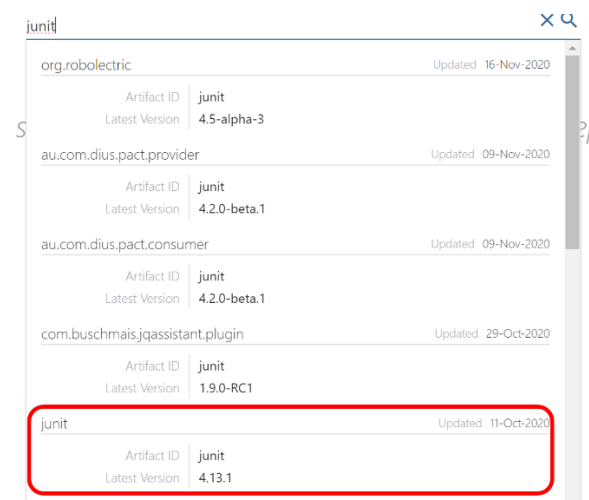 junit
org.robolectric Updated 16-Nov-2020
Artifact ID junit
Latest Version 4.5-alpha-3
au.com.dius.pact.provider Updated 09-Nov-2020
Artifact ID junit
Latest Version 4.2.0-beta.1
au.com.dius.pact.consumer Updated 09-Nov-2020
Artifact ID junit
Latest Version 4.2.0-beta.1
com.buschmais.jqassistant.plugin Updated 29-Oct-2020
Artifact ID junit
Latest Version 1.9.0-RC1
junit Updated 11-Oct-2020
Artifact ID junit
Latest Version 4.13.1